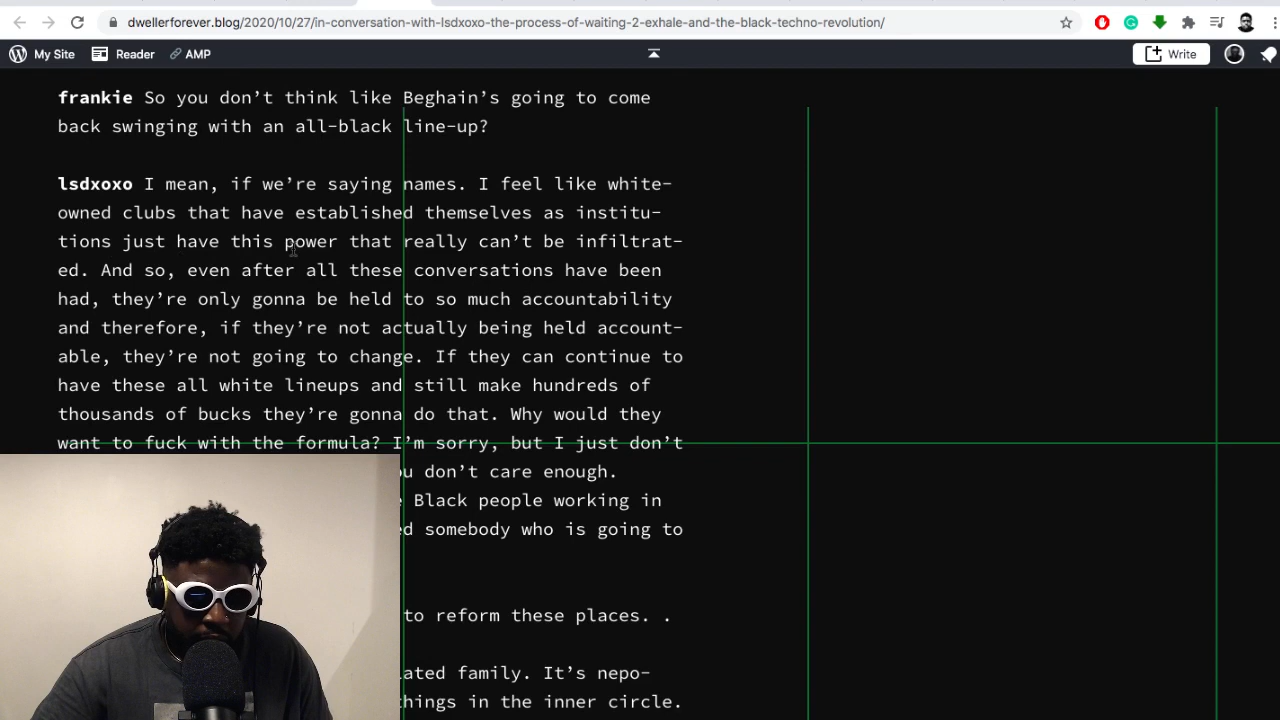 dwellerforever.blog/2020/10/27/in-conversation-with-lsdxoxo-the-process-of-waiting-2-exhale-and-the-black-techno-revolution/
My Site Reader AMP Write
frankie So you don’t think like Beghain’s going to come
back swinging with an all-black line-up?
lsdxoxo I mean, if we’re saying names. I feel like white-
owned clubs that have established themselves as institu-
tions just have this power that really can’t be infiltrat-
ed. And so, even after all these conversations have been
had, they’re only gonna be held to so much accountability
and therefore, if they’re not actually being held account-
able, they’re not going to change. If they can continue to
have these all white lineups and still make hundreds of
thousands of bucks they’re gonna do that. Why would they
want to fuck with the formula? I’m sorry, but I just don’t
don’t care enough.
Black people working in
somebody who is going to
to reform these places. .
family. It’s nepo-
in the inner circle.